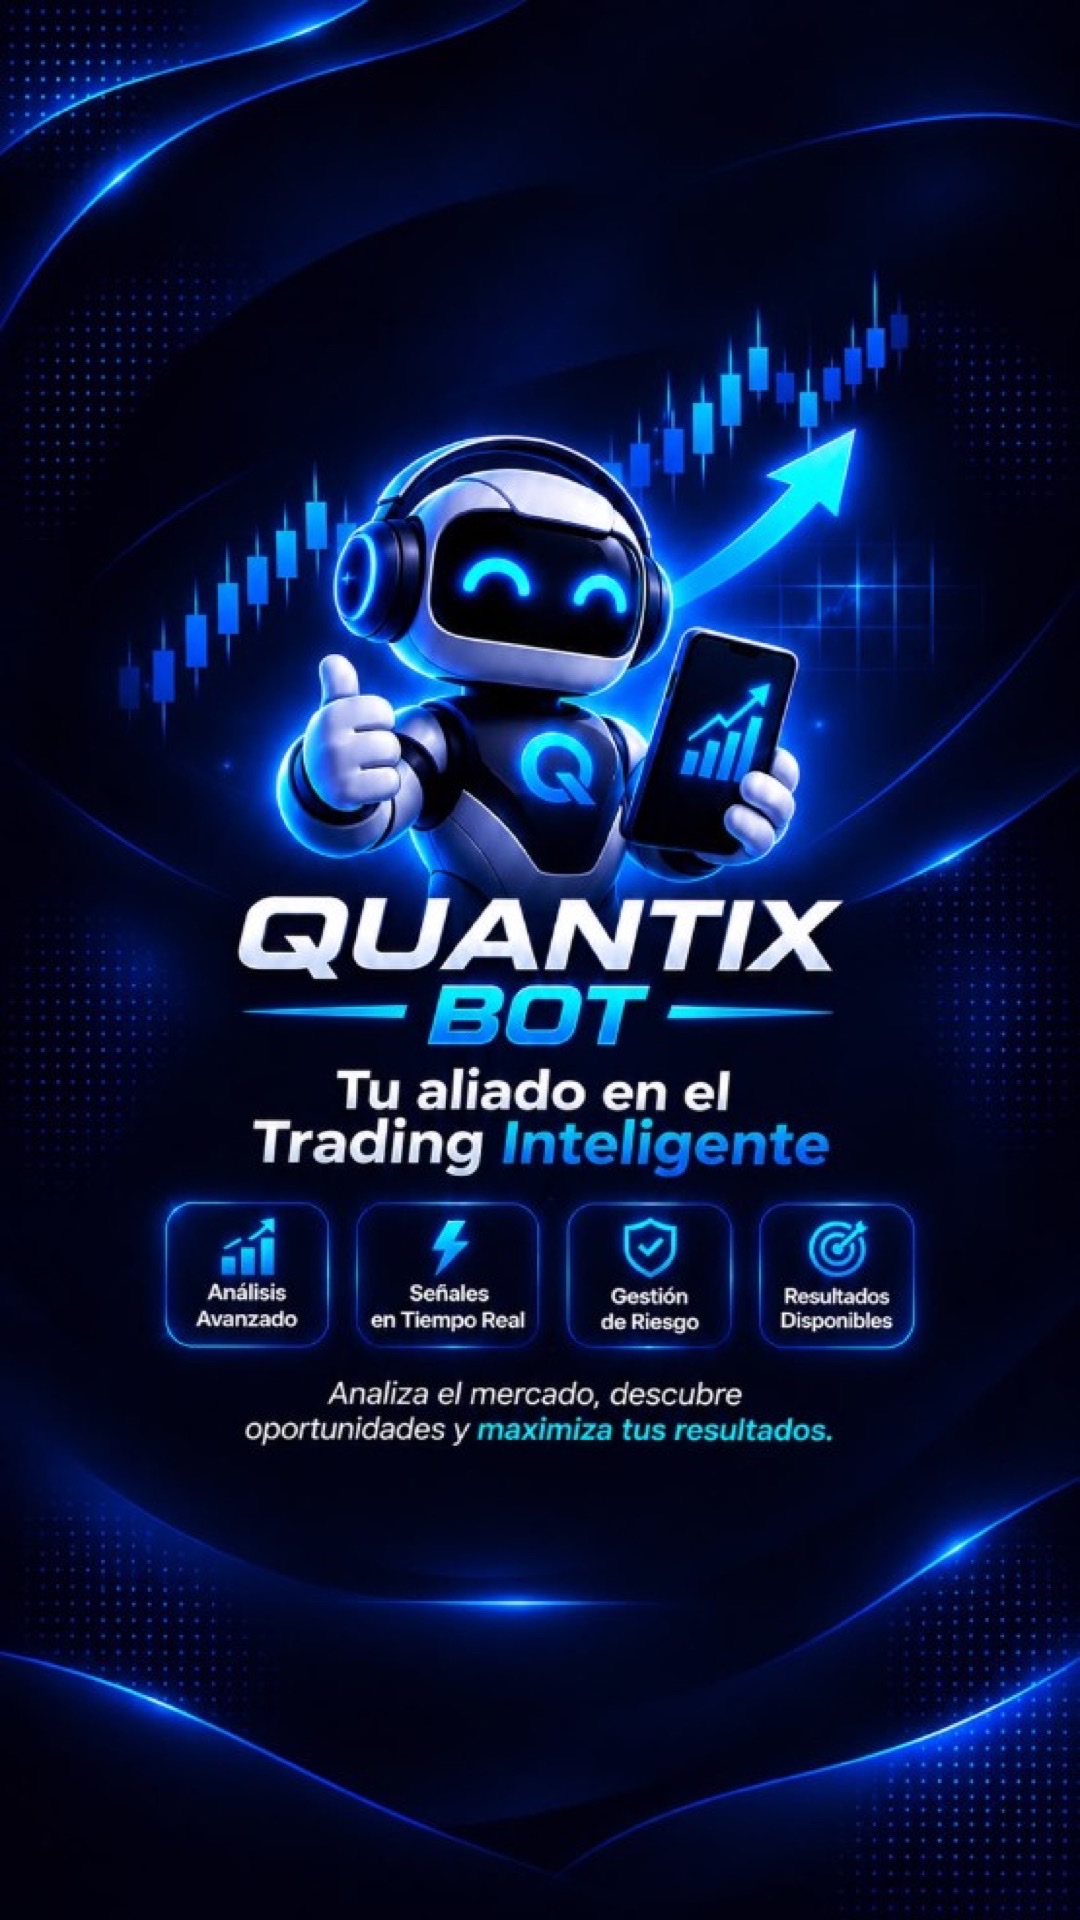 QUANTIX
BOT
Tu aliado en el
Trading Inteligente
Análisis
Avanzado
Señales
en Tiempo Real
Gestión
de Riesgo
Resultados
Disponibles
Analiza el mercado, descubre
oportunidades y maximiza tus resultados.